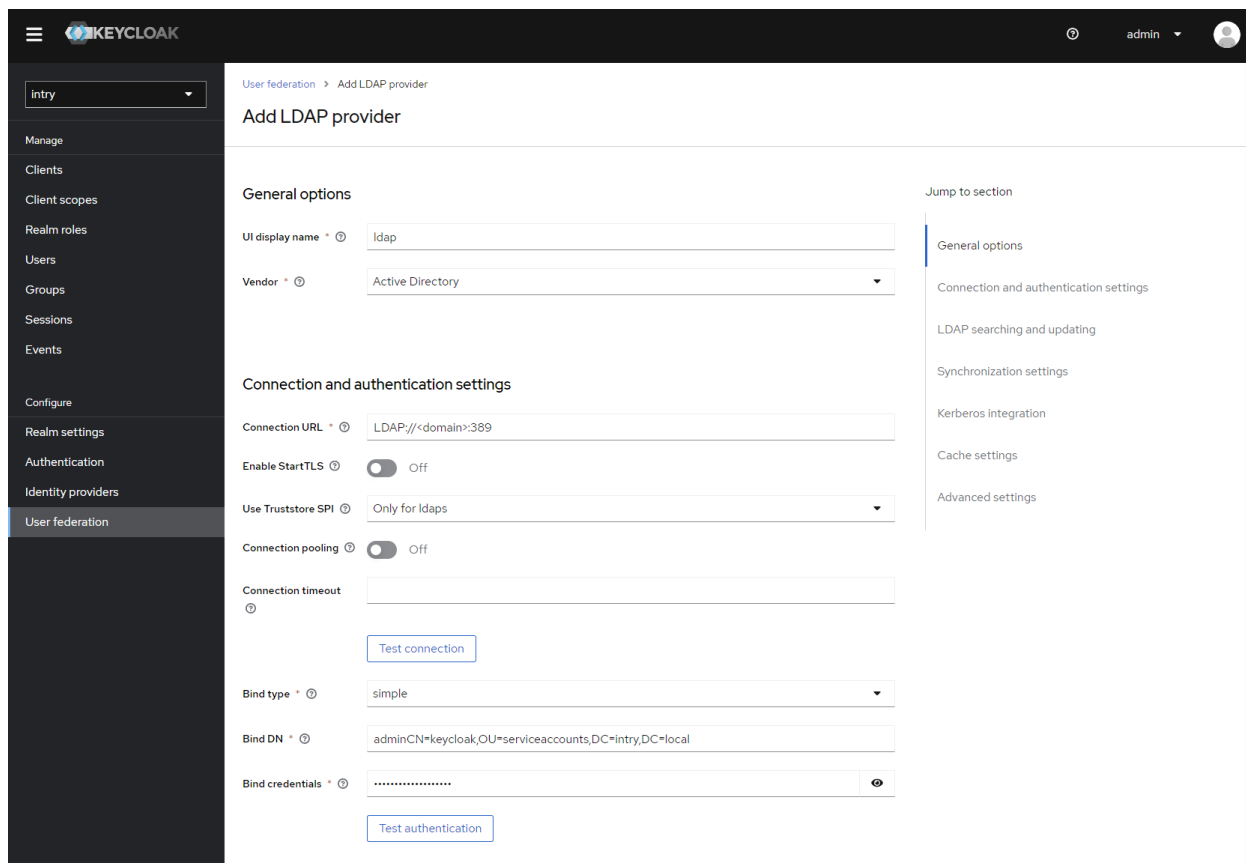 KEYCLOAK
admin
intry
Manage
Clients
Client scopes
Realm roles
Users
Groups
Sessions
Events
Configure
Realm settings
Authentication
Identity providers
User federation
User federation > Add LDAP provider
Add LDAP provider
General options
UI display name * ldap
Vendor * Active Directory
Connection and authentication settings
Connection URL * LDAP://<domain>:389
Enable StartTLS Off
Use Truststore SPI Only for ldaps
Connection pooling Off
Connection timeout
Test connection
Bind type * simple
Bind DN * adminCN=keycloak,OU=serviceaccounts,DC=intry,DC=local
Bind credentials * •••••••••••••••••••
Test authentication
Jump to section
General options
Connection and authentication settings
LDAP searching and updating
Synchronization settings
Kerberos integration
Cache settings
Advanced settings